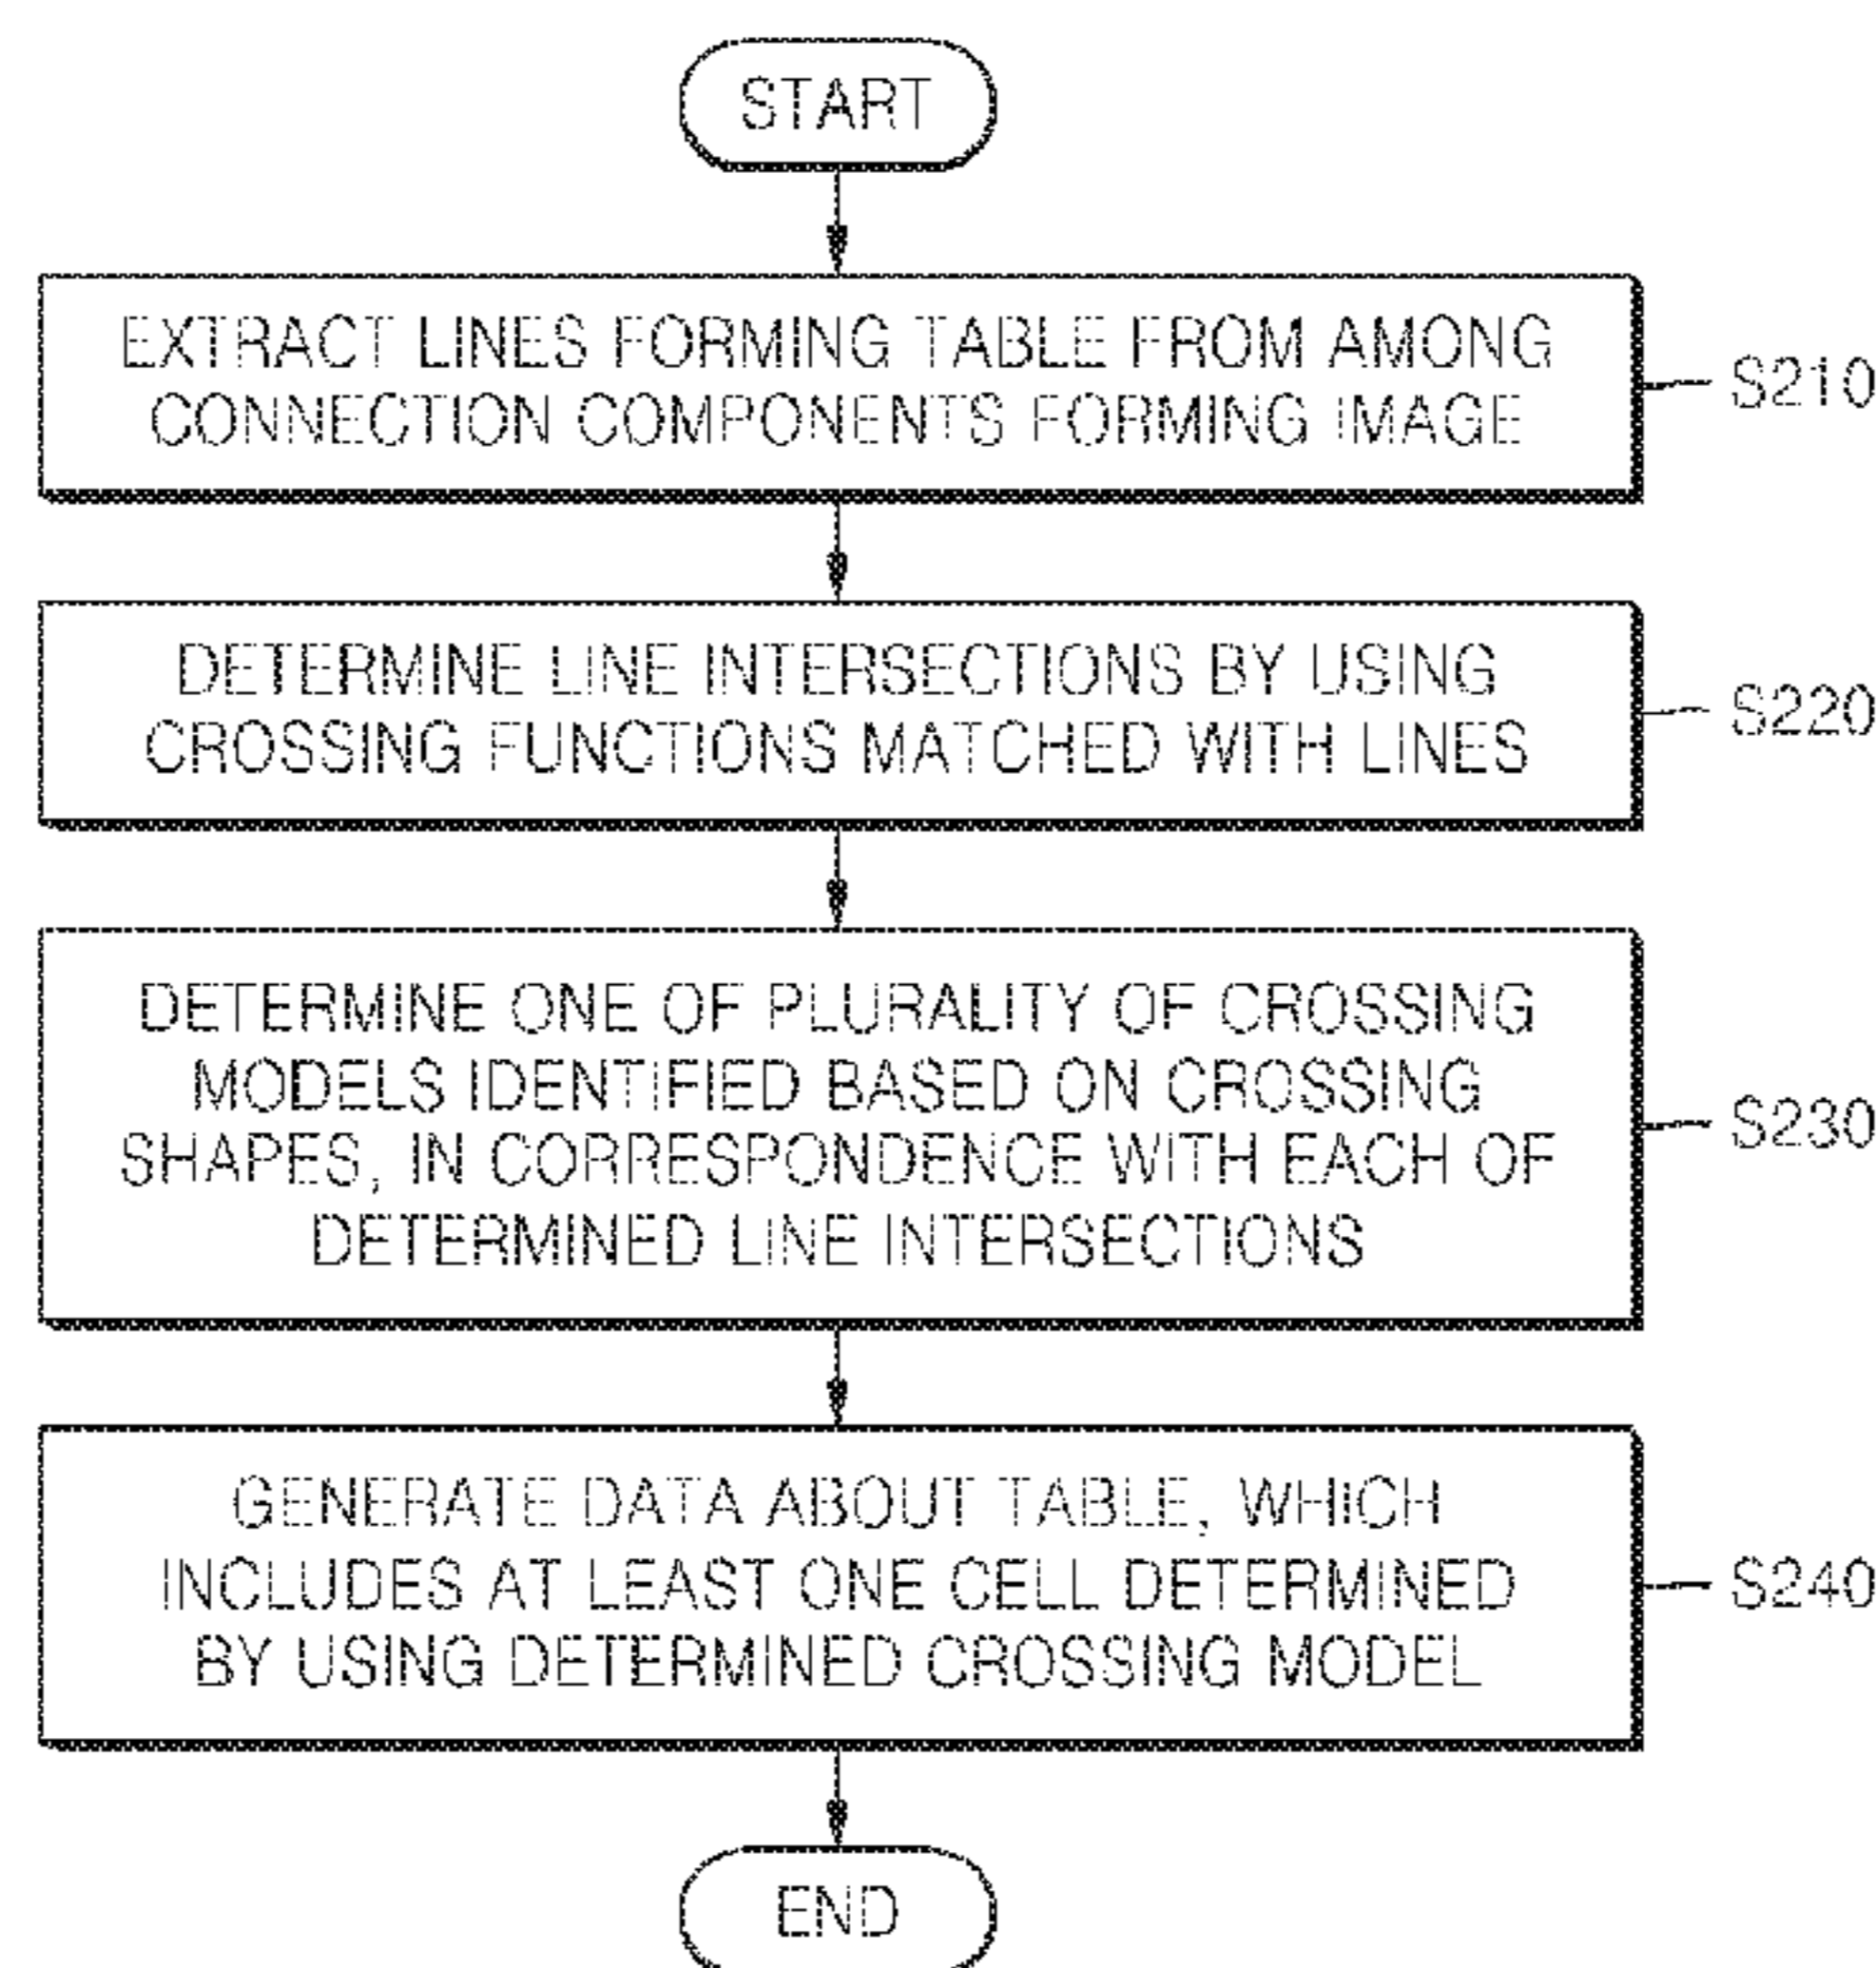 START
EXTRACT LINES FORMING TABLE FROM AMONG
CONNECTION COMPONENTS FORMING IMAGE
S210
DETERMINE LINE INTERSECTIONS BY USING
CROSSING FUNCTIONS MATCHED WITH LINES
S220
DETERMINE ONE OF PLURALITY OF CROSSING
MODELS IDENTIFIED BASED ON CROSSING
SHAPES, IN CORRESPONDENCE WITH EACH OF
DETERMINED LINE INTERSECTIONS
S230
GENERATE DATA ABOUT TABLE, WHICH
INCLUDES AT LEAST ONE CELL DETERMINED
BY USING DETERMINED CROSSING MODEL
S240
END